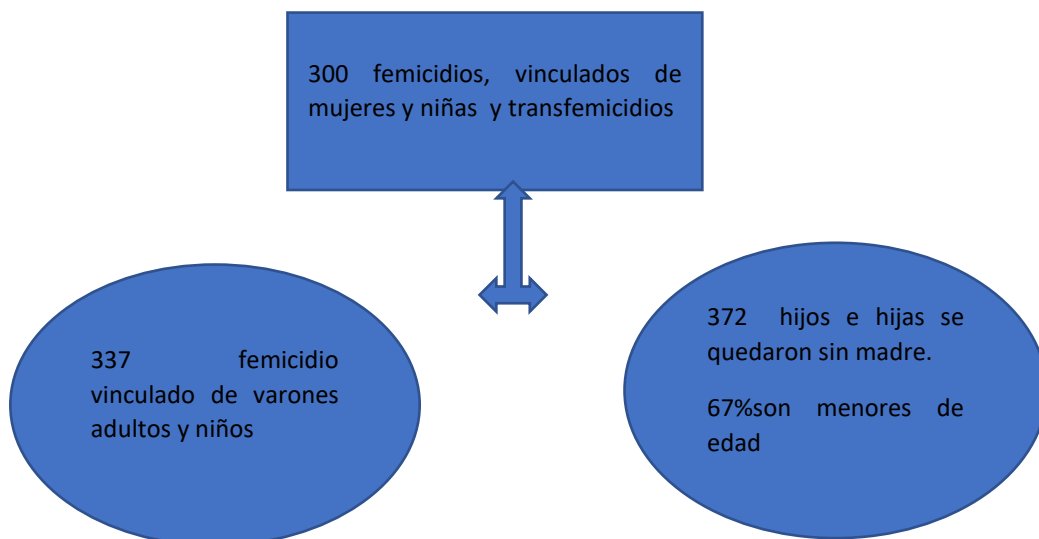 300 femicidios, vinculados de
mujeres y niñas y transfemicidios
337 femicidio
vinculado de varones
adultos y niños
372 hijos e hijas se
quedaron sin madre.
67%son menores de
edad